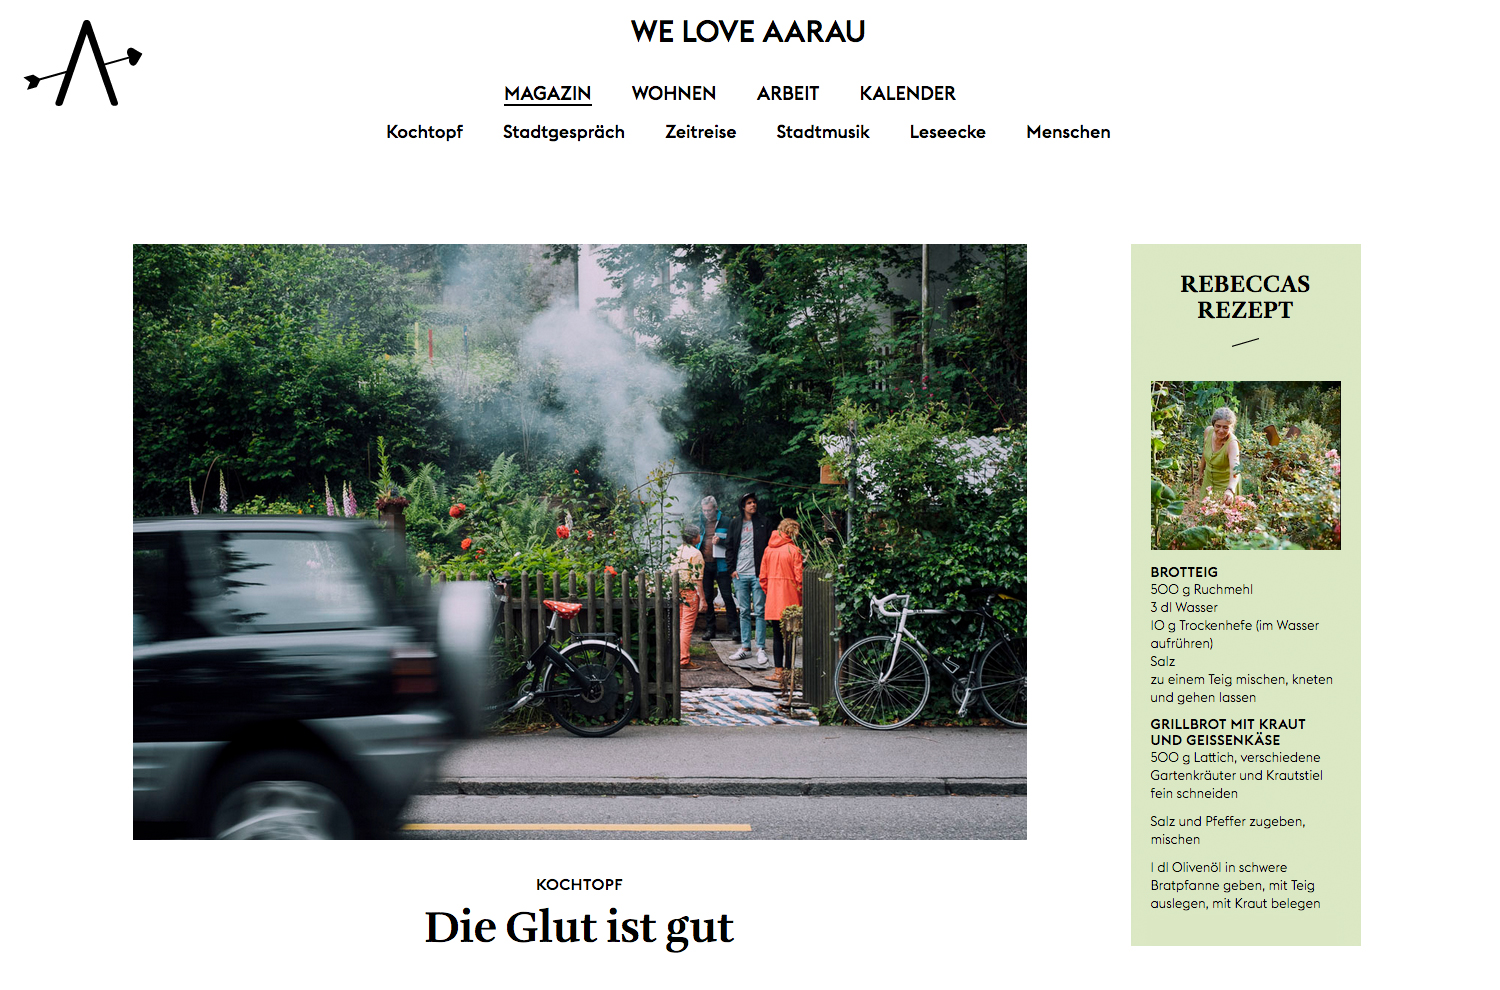 WE LOVE AARAU
MAGAZIN WOHNEN ARBEIT KALENDER
Kochtopf Stadtgespräch Zeitreise Stadtmusik Leseecke Menschen
KOCHTOPF
Die Glut ist gut
REBECCAS
REZEPT
BROTTEIG
500 g Ruchmehl
3 dl Wasser
10 g Trockenhefe (im Wasser
aufrühren)
Salz
zu einem Teig mischen, kneten
und gehen lassen
GRILLBROT MIT KRAUT
UND GEISSENKÄSE
500 g Lattich, verschiedene
Gartenkräuter und Krautstiel
fein schneiden
Salz und Pfeffer zugeben,
mischen
1 dl Olivenöl in schwere
Bratpfanne geben, mit Teig
auslegen, mit Kraut belegen